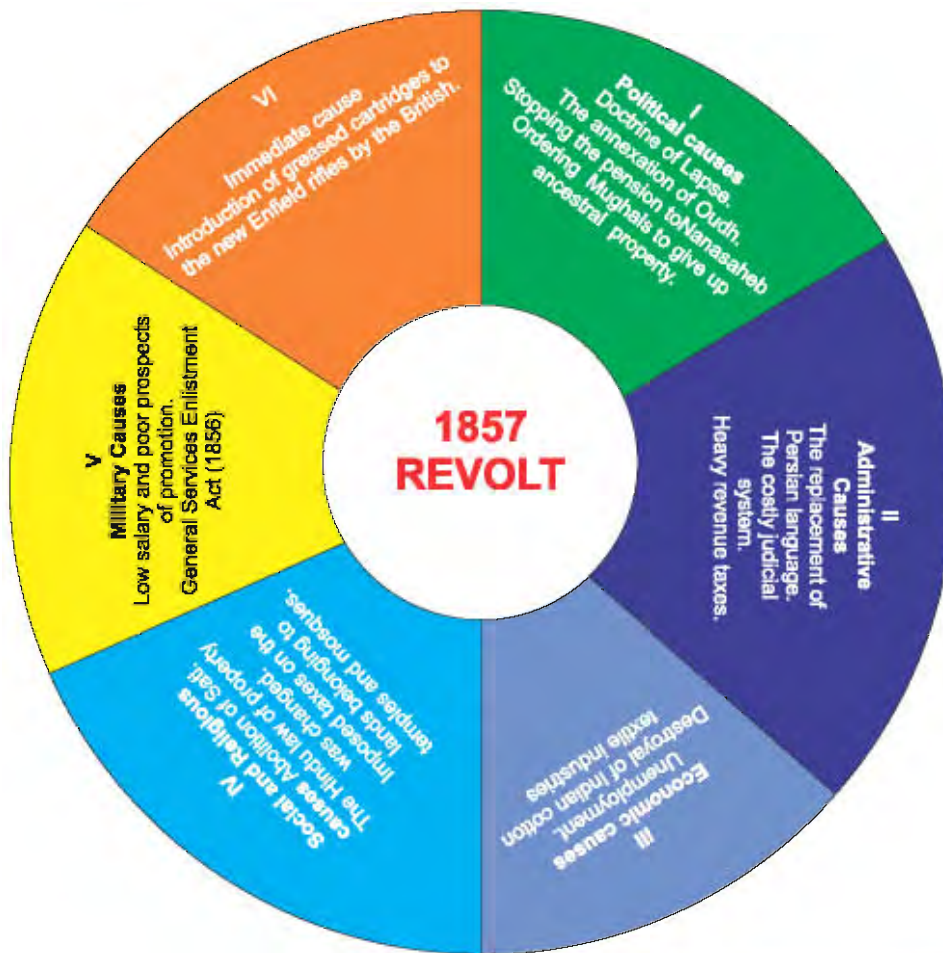 1857
REVOLT
I
Political causes
Doctrine of Lapse.
The annexation of Oudh.
Stopping the pension toNanasaheb
Ordering Mughals to give up
ancestral property.
II
Administrative
Causes
The replacement of
Persian language.
The costly judicial
system.
Heavy revenue taxes.
III
Economic causes
Unemployment.
Destroyal of Indian cotton
textile industries
IV
Social and Religious
causes Abolition of Sati.
The Hindu law of property
was changed.
Imposed taxes on the
lands belonging to
temples and mosques.
V
Military Causes
Low salary and poor prospects
of promotion.
General Services Enlistment
Act (1856)
VI
Immediate cause
Introduction of greased cartridges to
the new Enfield rifles by the British.